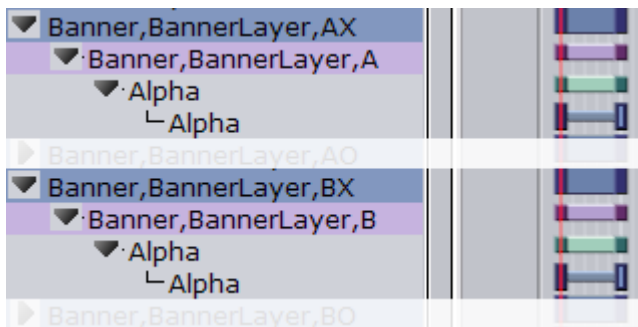 Banner,BannerLayer,AX
Banner,BannerLayer,A
Alpha
Alpha
Banner,BannerLayer,AO
Banner,BannerLayer,BX
Banner,BannerLayer,B
Alpha
Alpha
Banner,BannerLayer,BO